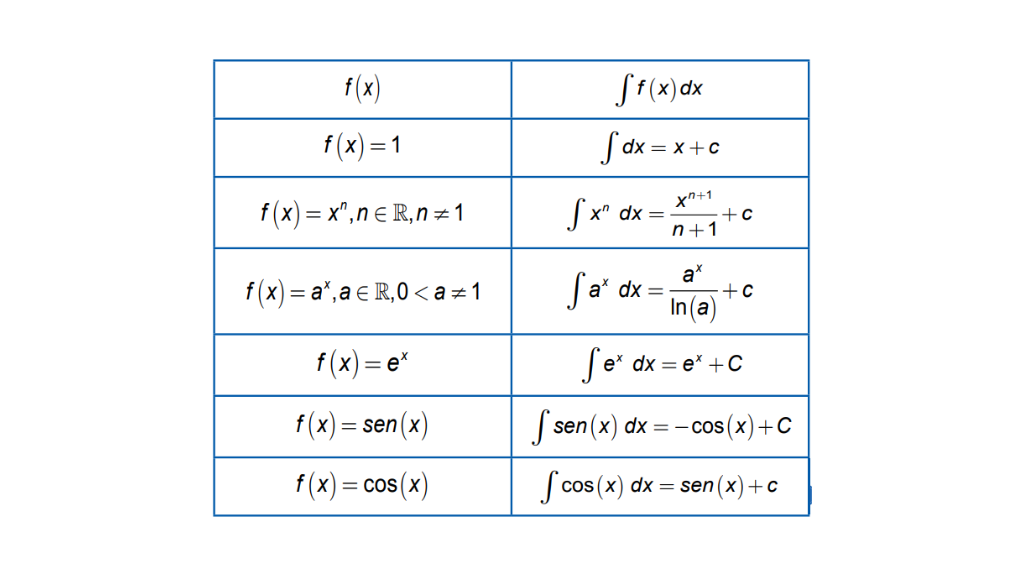 f(x) ∫f(x)dx
f(x)=1 ∫dx=x+c
f(x)=xⁿ,n∈ℝ,n≠1 ∫xⁿ dx=xⁿ⁺¹/n+1+c
f(x)=aˣ,a∈ℝ,0<a≠1 ∫aˣ dx=aˣ/ln(a)+c
f(x)=eˣ ∫eˣ dx=eˣ+C
f(x)=sen(x) ∫sen(x) dx=−cos(x)+C
f(x)=cos(x) ∫cos(x) dx=sen(x)+c